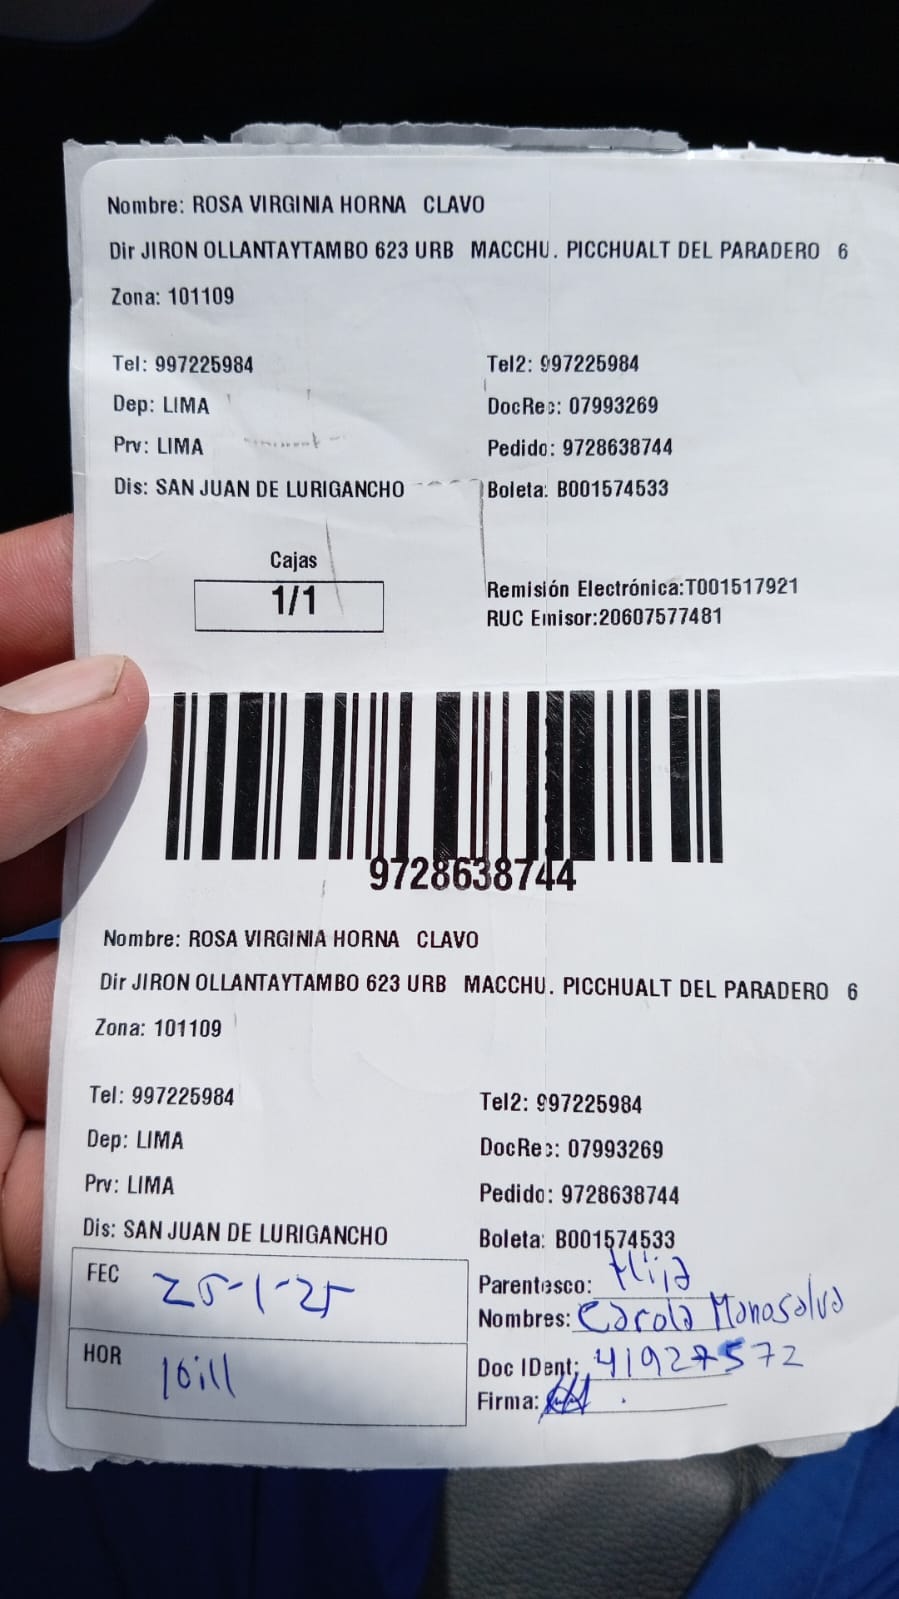 Nombre: ROSA VIRGINIA HORNA CLAVO
Dir JIRON OLLANTAYTAMBO 623 URB MACCHU. PICCHUALT DEL PARADERO 6
Zona: 101109
Tel: 997225984 Tel2: 997225984
Dep: LIMA DocRec: 07993269
Prv: LIMA Pedido: 9728638744
Dis: SAN JUAN DE LURIGANCHO Boleta: B001574533
Cajas
1/1
Remisión Electrónica:T001517921
RUC Emisor:20607577481
9728638744
Nombre: ROSA VIRGINIA HORNA CLAVO
Dir JIRON OLLANTAYTAMBO 623 URB MACCHU. PICCHUALT DEL PARADERO 6
Zona: 101109
Tel: 997225984 Tel2: 997225984
Dep: LIMA DocRec: 07993269
Prv: LIMA Pedido: 9728638744
Dis: SAN JUAN DE LURIGANCHO Boleta: B001574533
FEC 25-1-25 Parentesco: Hija
Nombres: Carola Monosalva
HOR Doc IDent: 41927572
Firma: